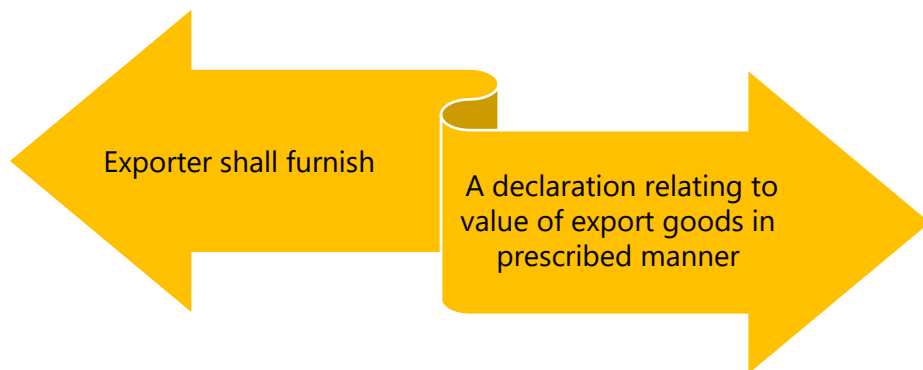 Exporter shall furnish
A declaration relating to
value of export goods in
prescribed manner